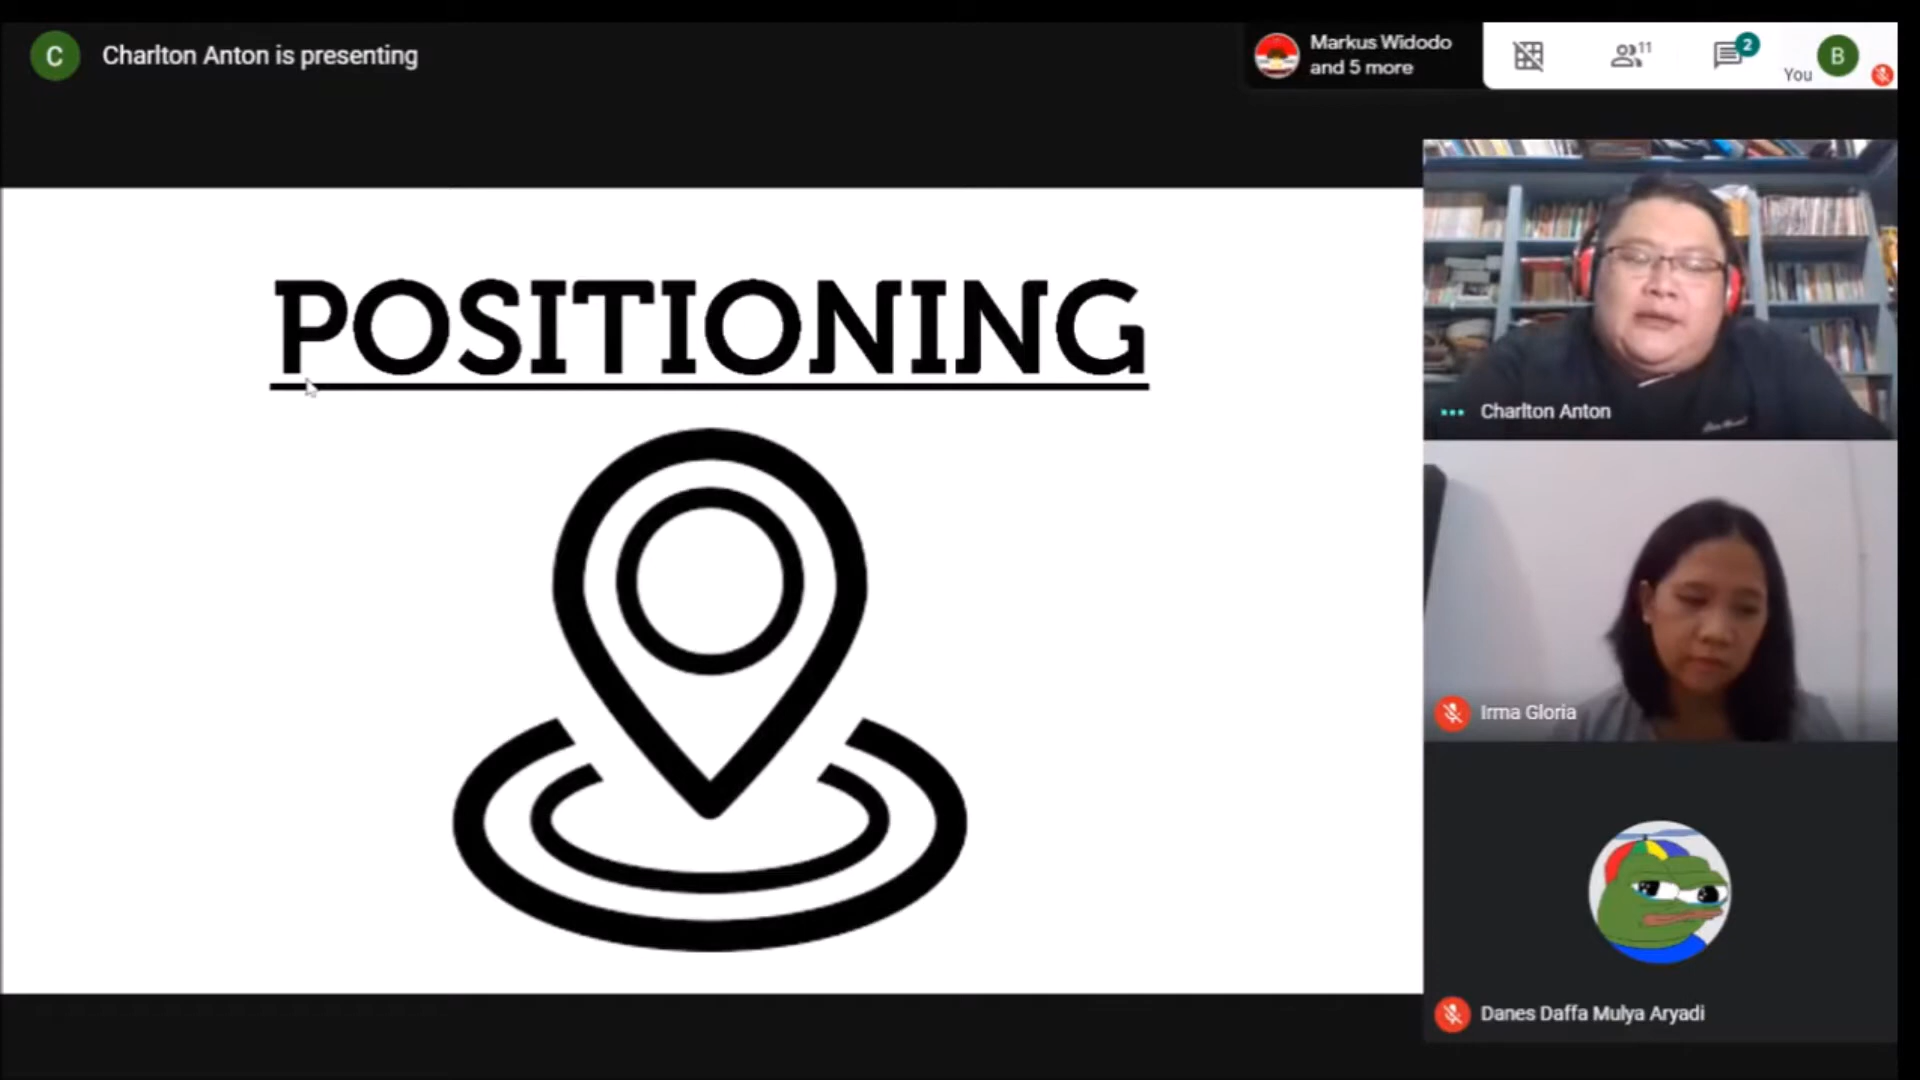 C
Charlton Anton is presenting
Markus Widodo
and 5 more
11
2
You
B
POSITIONING
Charlton Anton
Irma Gloria
Danes Daffa Mulya Aryadi